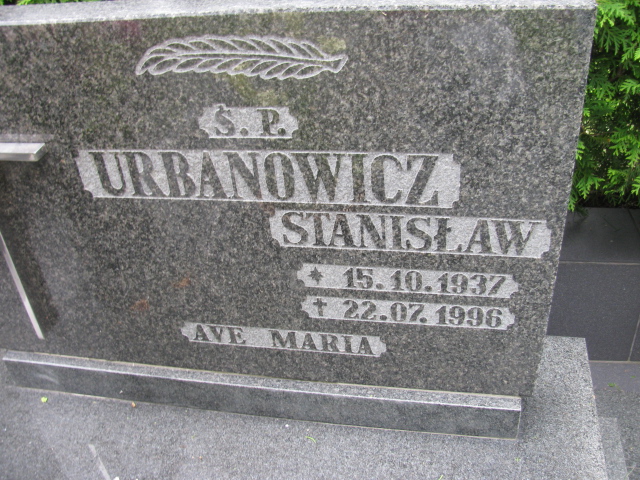 Ś.P.
URBANOWICZ
STANISŁAW
* 15.10.1937
† 22.07.1996
AVE MARIA